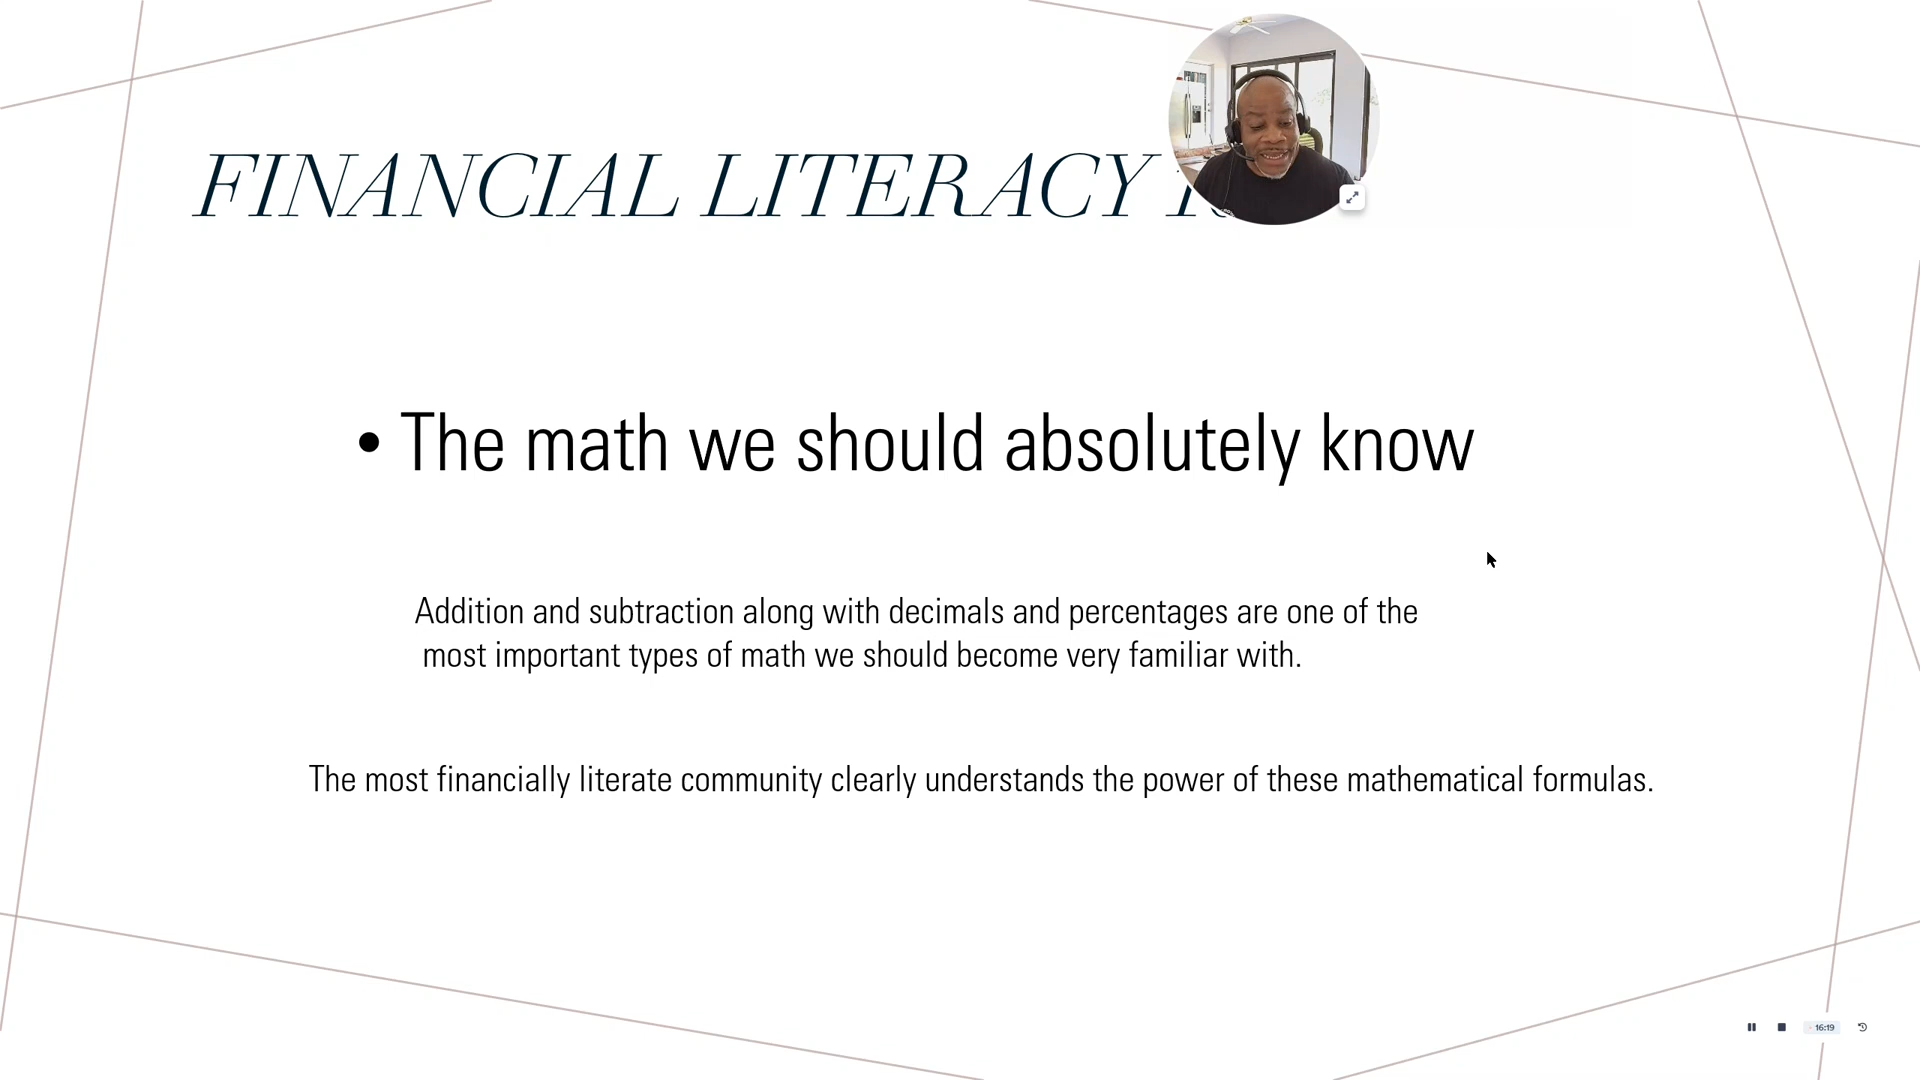 FINANCIAL LITERACY
• The math we should absolutely know
Addition and subtraction along with decimals and percentages are one of the
most important types of math we should become very familiar with.
The most financially literate community clearly understands the power of these mathematical formulas.
16:19